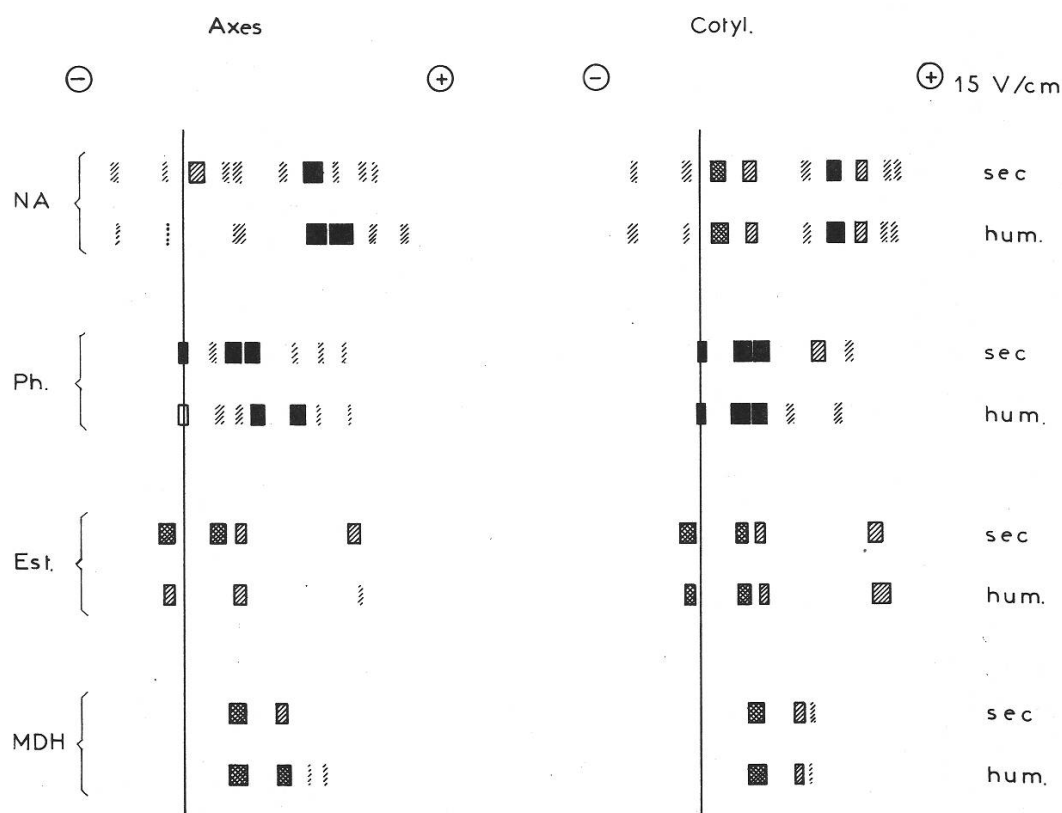 Axes Cotyl.
− + − + 15 V/cm
NA sec
hum.
Ph. sec
hum.
Est. sec
hum.
MDH sec
hum.